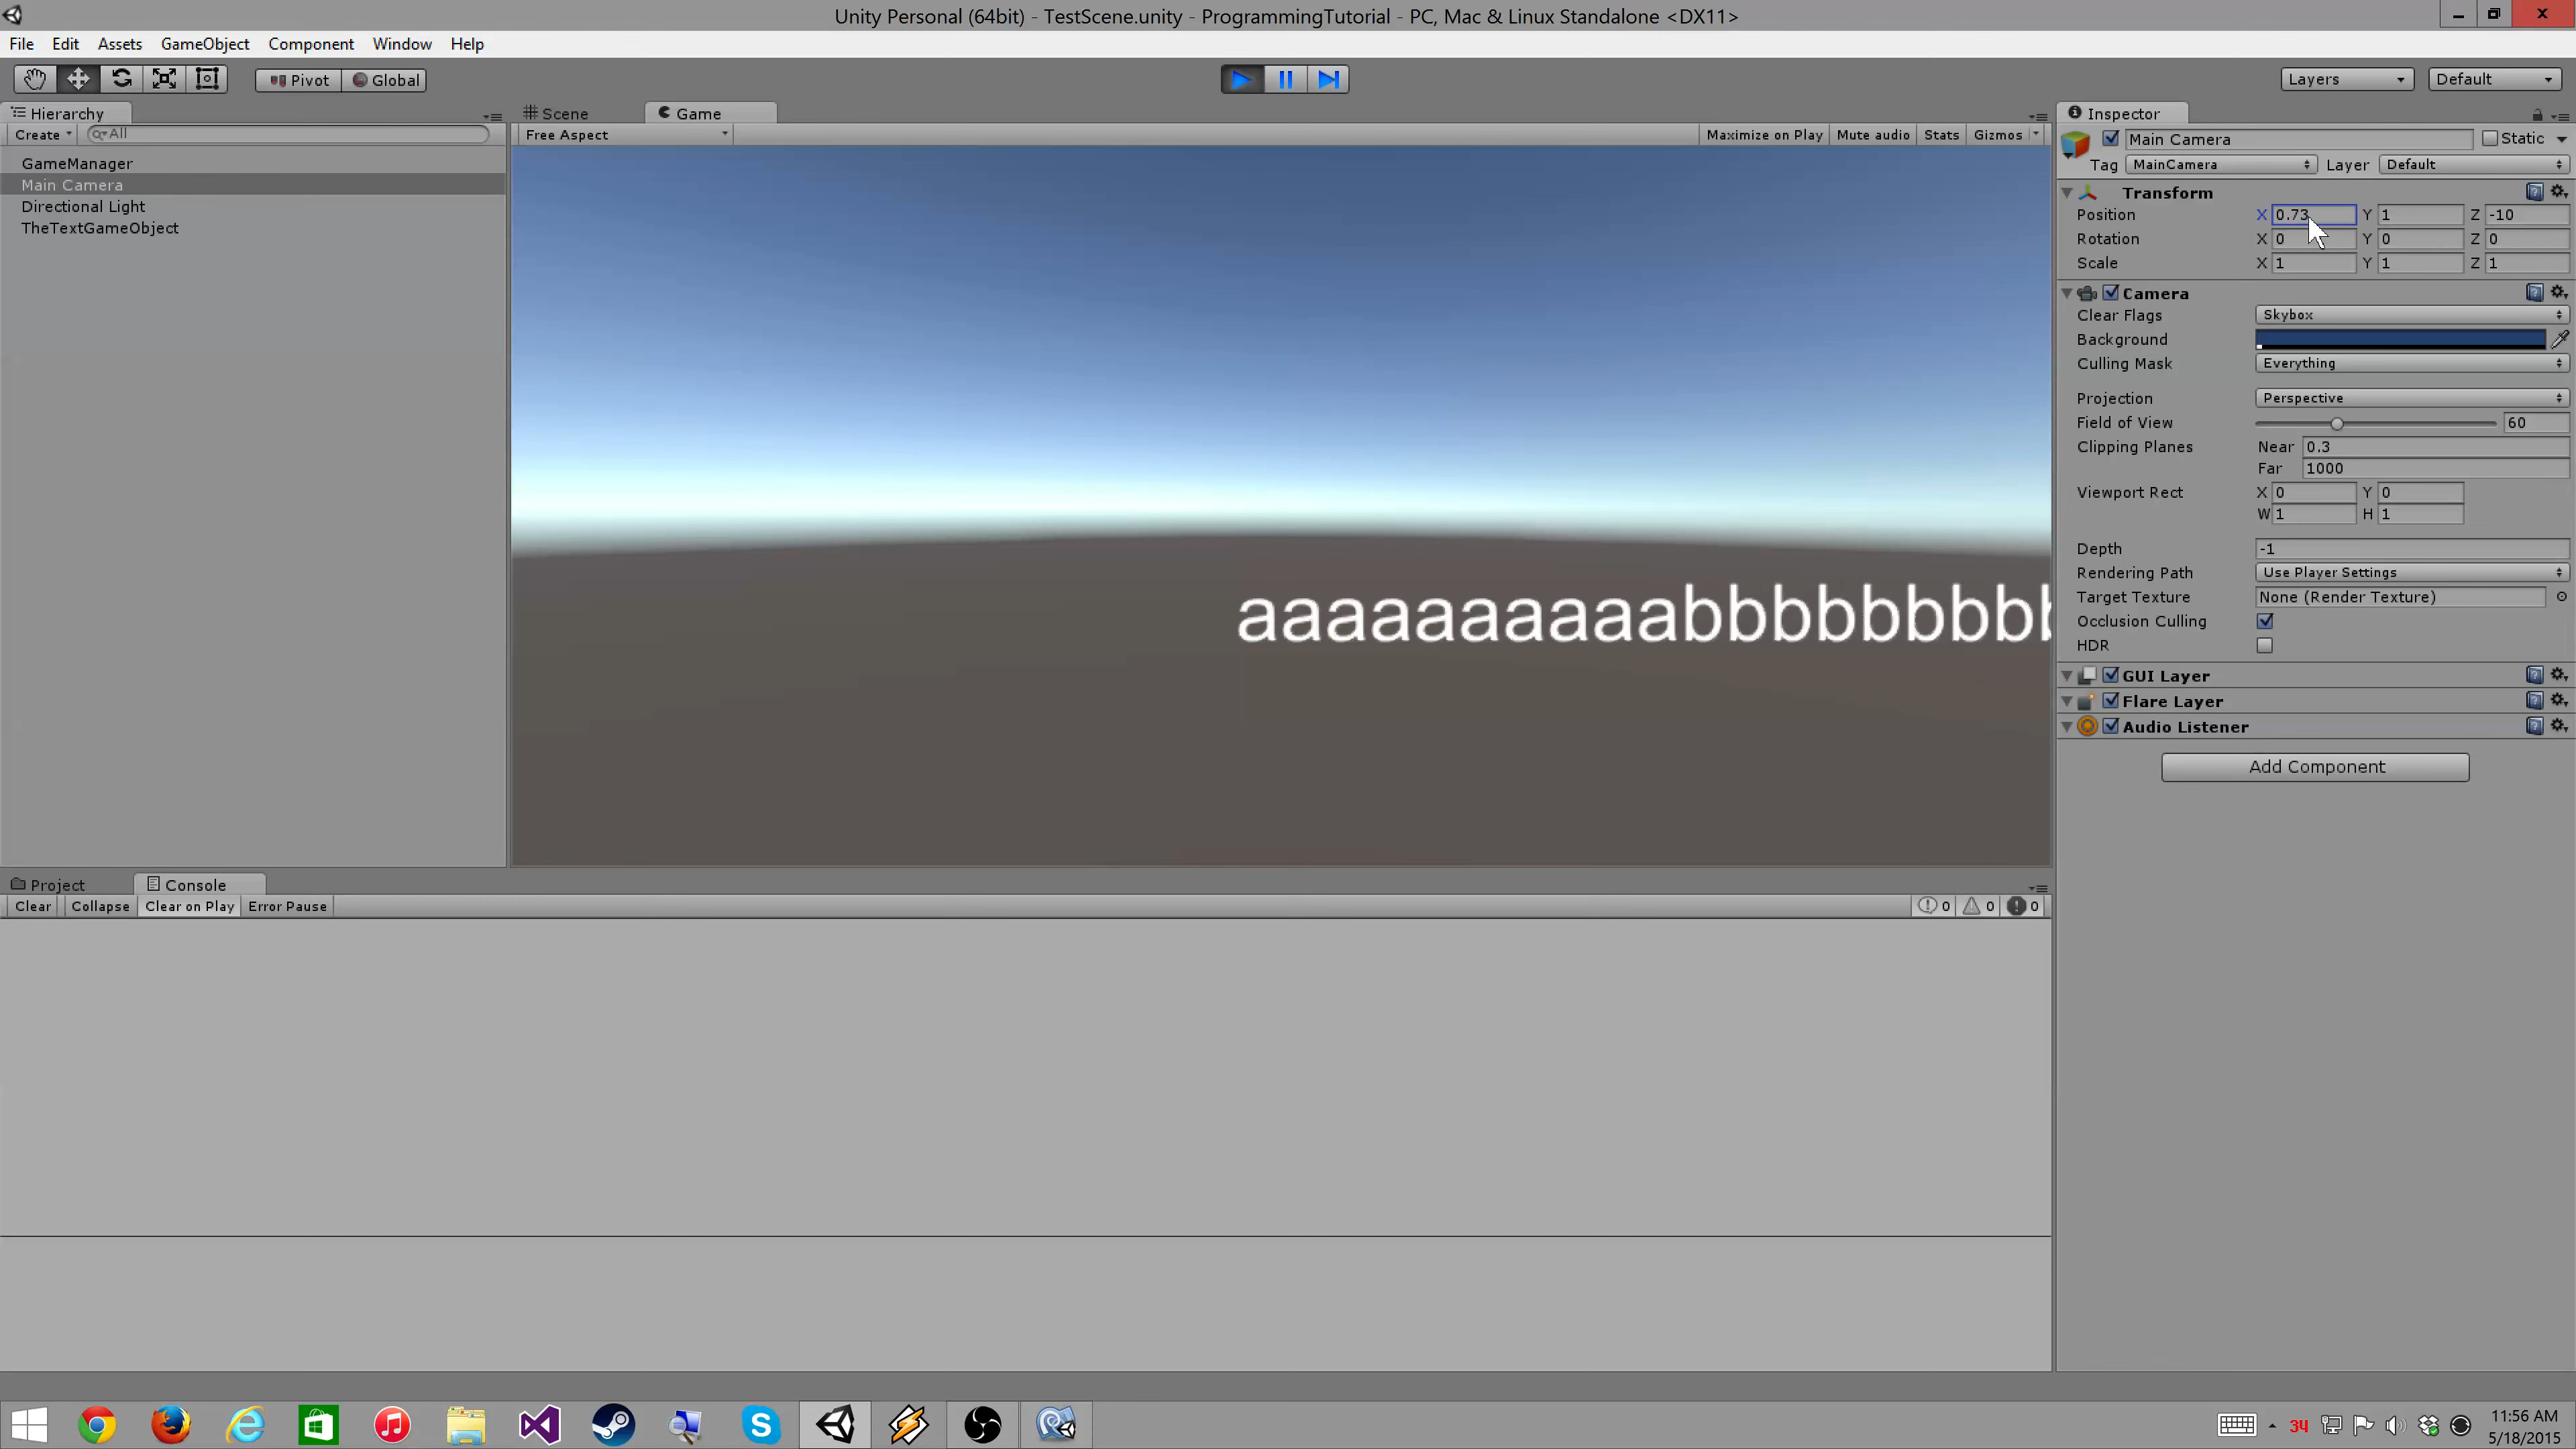 Unity Personal (64bit) - TestScene.unity - ProgrammingTutorial - PC, Mac & Linux Standalone <DX11>
File Edit Assets GameObject Component Window Help
Pivot Global Layers Default
Hierarchy
Create All
GameManager
Main Camera
Directional Light
TheTextGameObject
Scene Game
Free Aspect Maximize on Play Mute audio Stats Gizmos
aaaaaaaaaabbbbbbbb
Inspector
Main Camera Static
Tag MainCamera Layer Default
Transform
Position X 0.73 Y 1 Z -10
Rotation X 0 Y 0 Z 0
Scale X 1 Y 1 Z 1
Camera
Clear Flags Skybox
Background
Culling Mask Everything
Projection Perspective
Field of View 60
Clipping Planes Near 0.3
Far 1000
Viewport Rect X 0 Y 0
W 1 H 1
Depth -1
Rendering Path Use Player Settings
Target Texture None (Render Texture)
Occlusion Culling
HDR
GUI Layer
Flare Layer
Audio Listener
Add Component
Project Console
Clear Collapse Clear on Play Error Pause 0 0 0
34
11:56 AM
5/18/2015